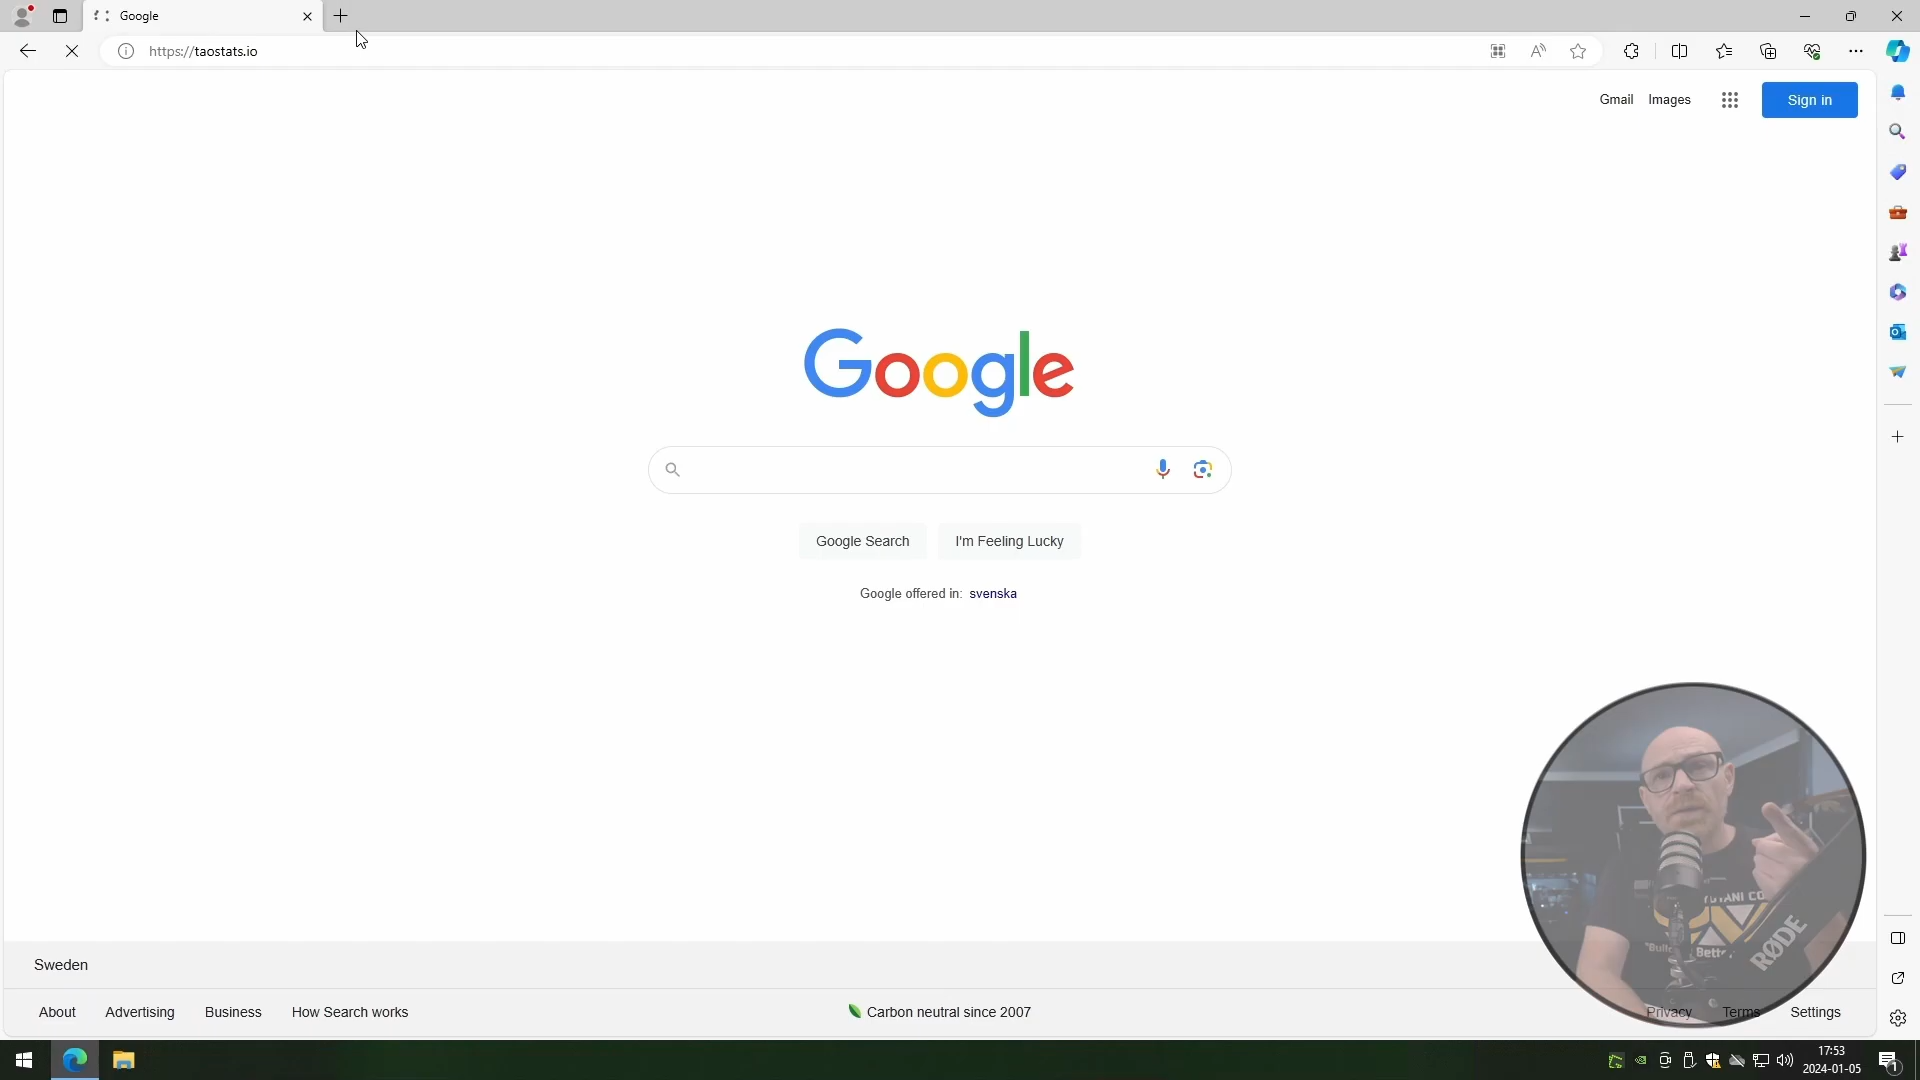 Google
https://taostats.io
Gmail Images Sign in
Google
Google Search I'm Feeling Lucky
Google offered in: svenska
Sweden
About Advertising Business How Search works
Carbon neutral since 2007
Privacy Terms Settings
RØDE
17:53
2024-01-05
1